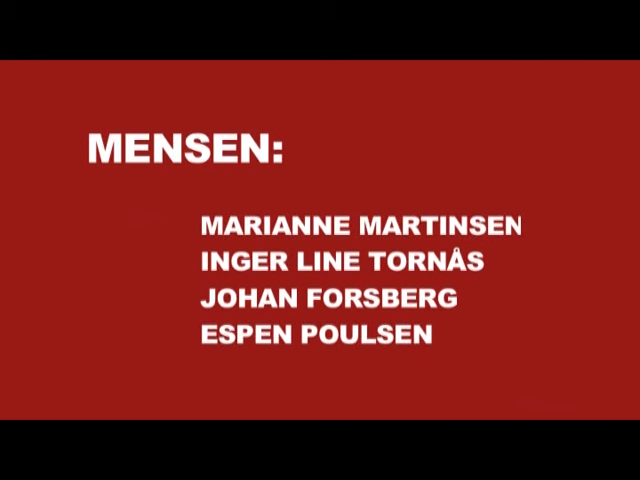 MENSEN:
MARIANNE MARTINSEN
INGER LINE TORNÅS
JOHAN FORSBERG
ESPEN POULSEN